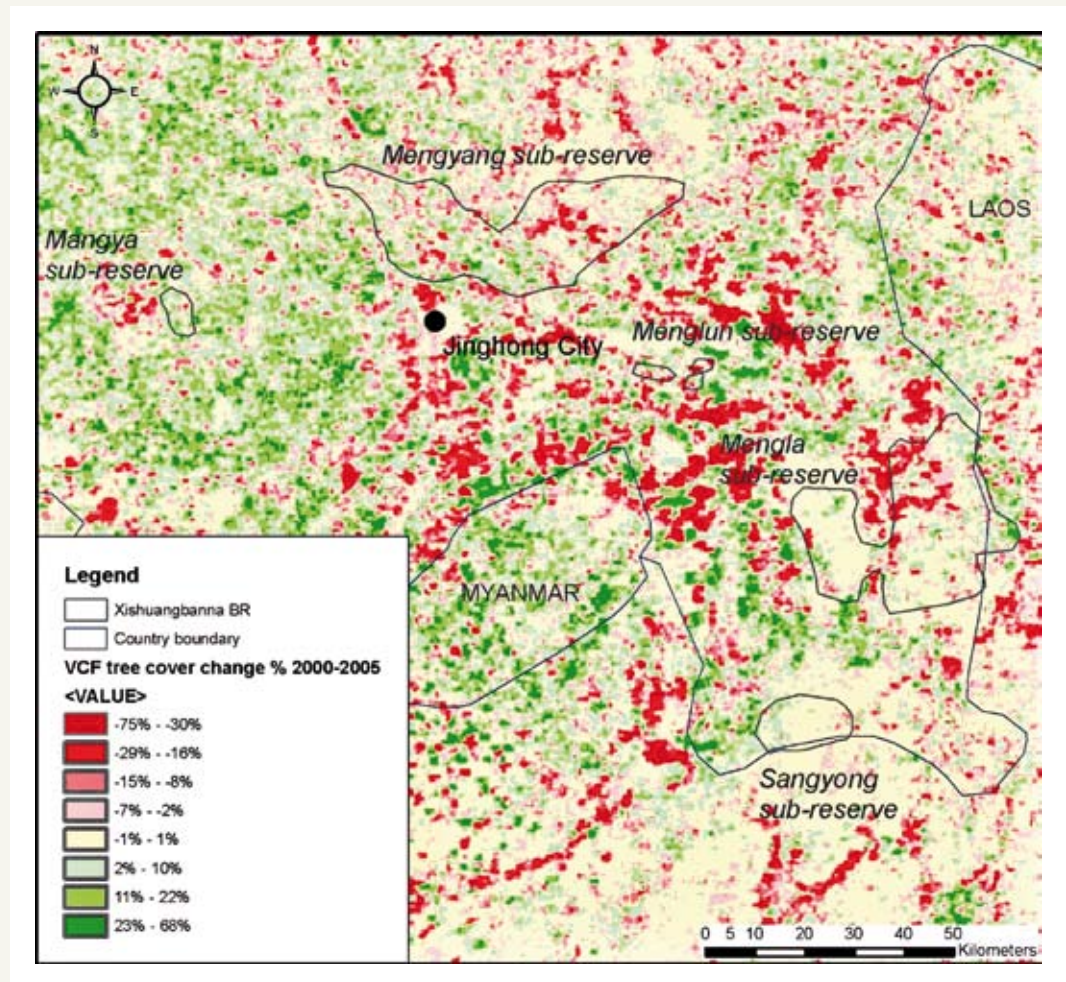 N
W E
S
Mengyang sub-reserve
LAOS
Mangya
sub-reserve
Jinghong City
Menglun sub-reserve
Mengla
sub-reserve
MYANMAR
Sangyong
sub-reserve
Legend
Xishuangbanna BR
Country boundary
VCF tree cover change % 2000-2005
<VALUE>
-75% - -30%
-29% - -16%
-15% - -8%
-7% - -2%
-1% - 1%
2% - 10%
11% - 22%
23% - 68%
0 5 10 20 30 40 50
Kilometers